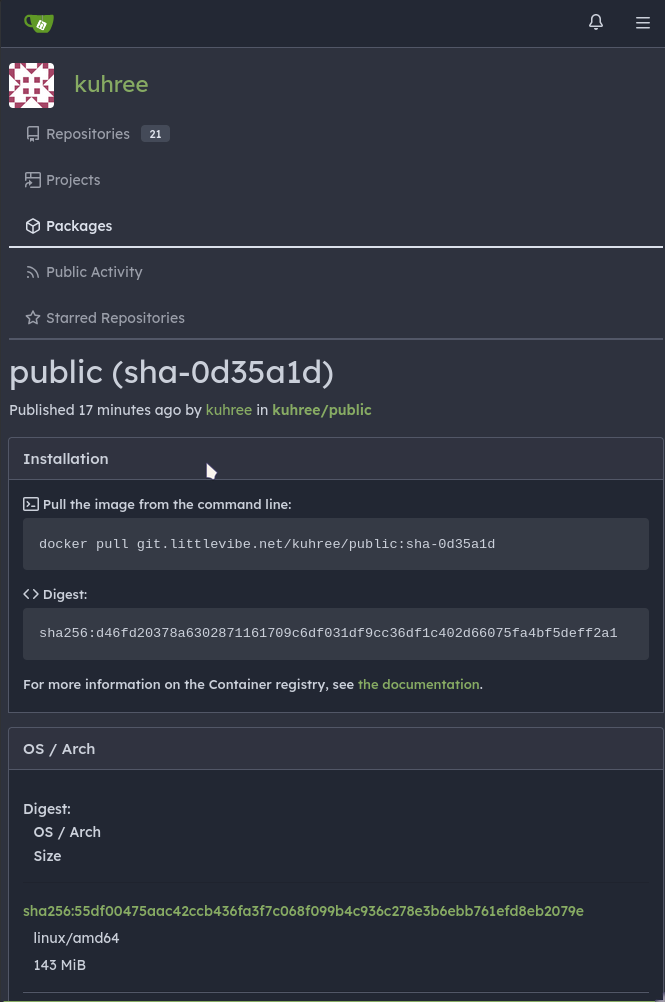 kuhree
Repositories 21
Projects
Packages
Public Activity
Starred Repositories
public (sha-0d35a1d)
Published 17 minutes ago by kuhree in kuhree/public
Installation
Pull the image from the command line:
docker pull git.littlevibe.net/kuhree/public:sha-0d35a1d
Digest:
sha256:d46fd20378a6302871161709c6df031df9cc36df1c402d66075fa4bf5deff2a1
For more information on the Container registry, see the documentation.
OS / Arch
Digest:
OS / Arch
Size
sha256:55df00475aac42ccb436fa3f7c068f099b4c936c278e3b6ebb761efd8eb2079e
linux/amd64
143 MiB